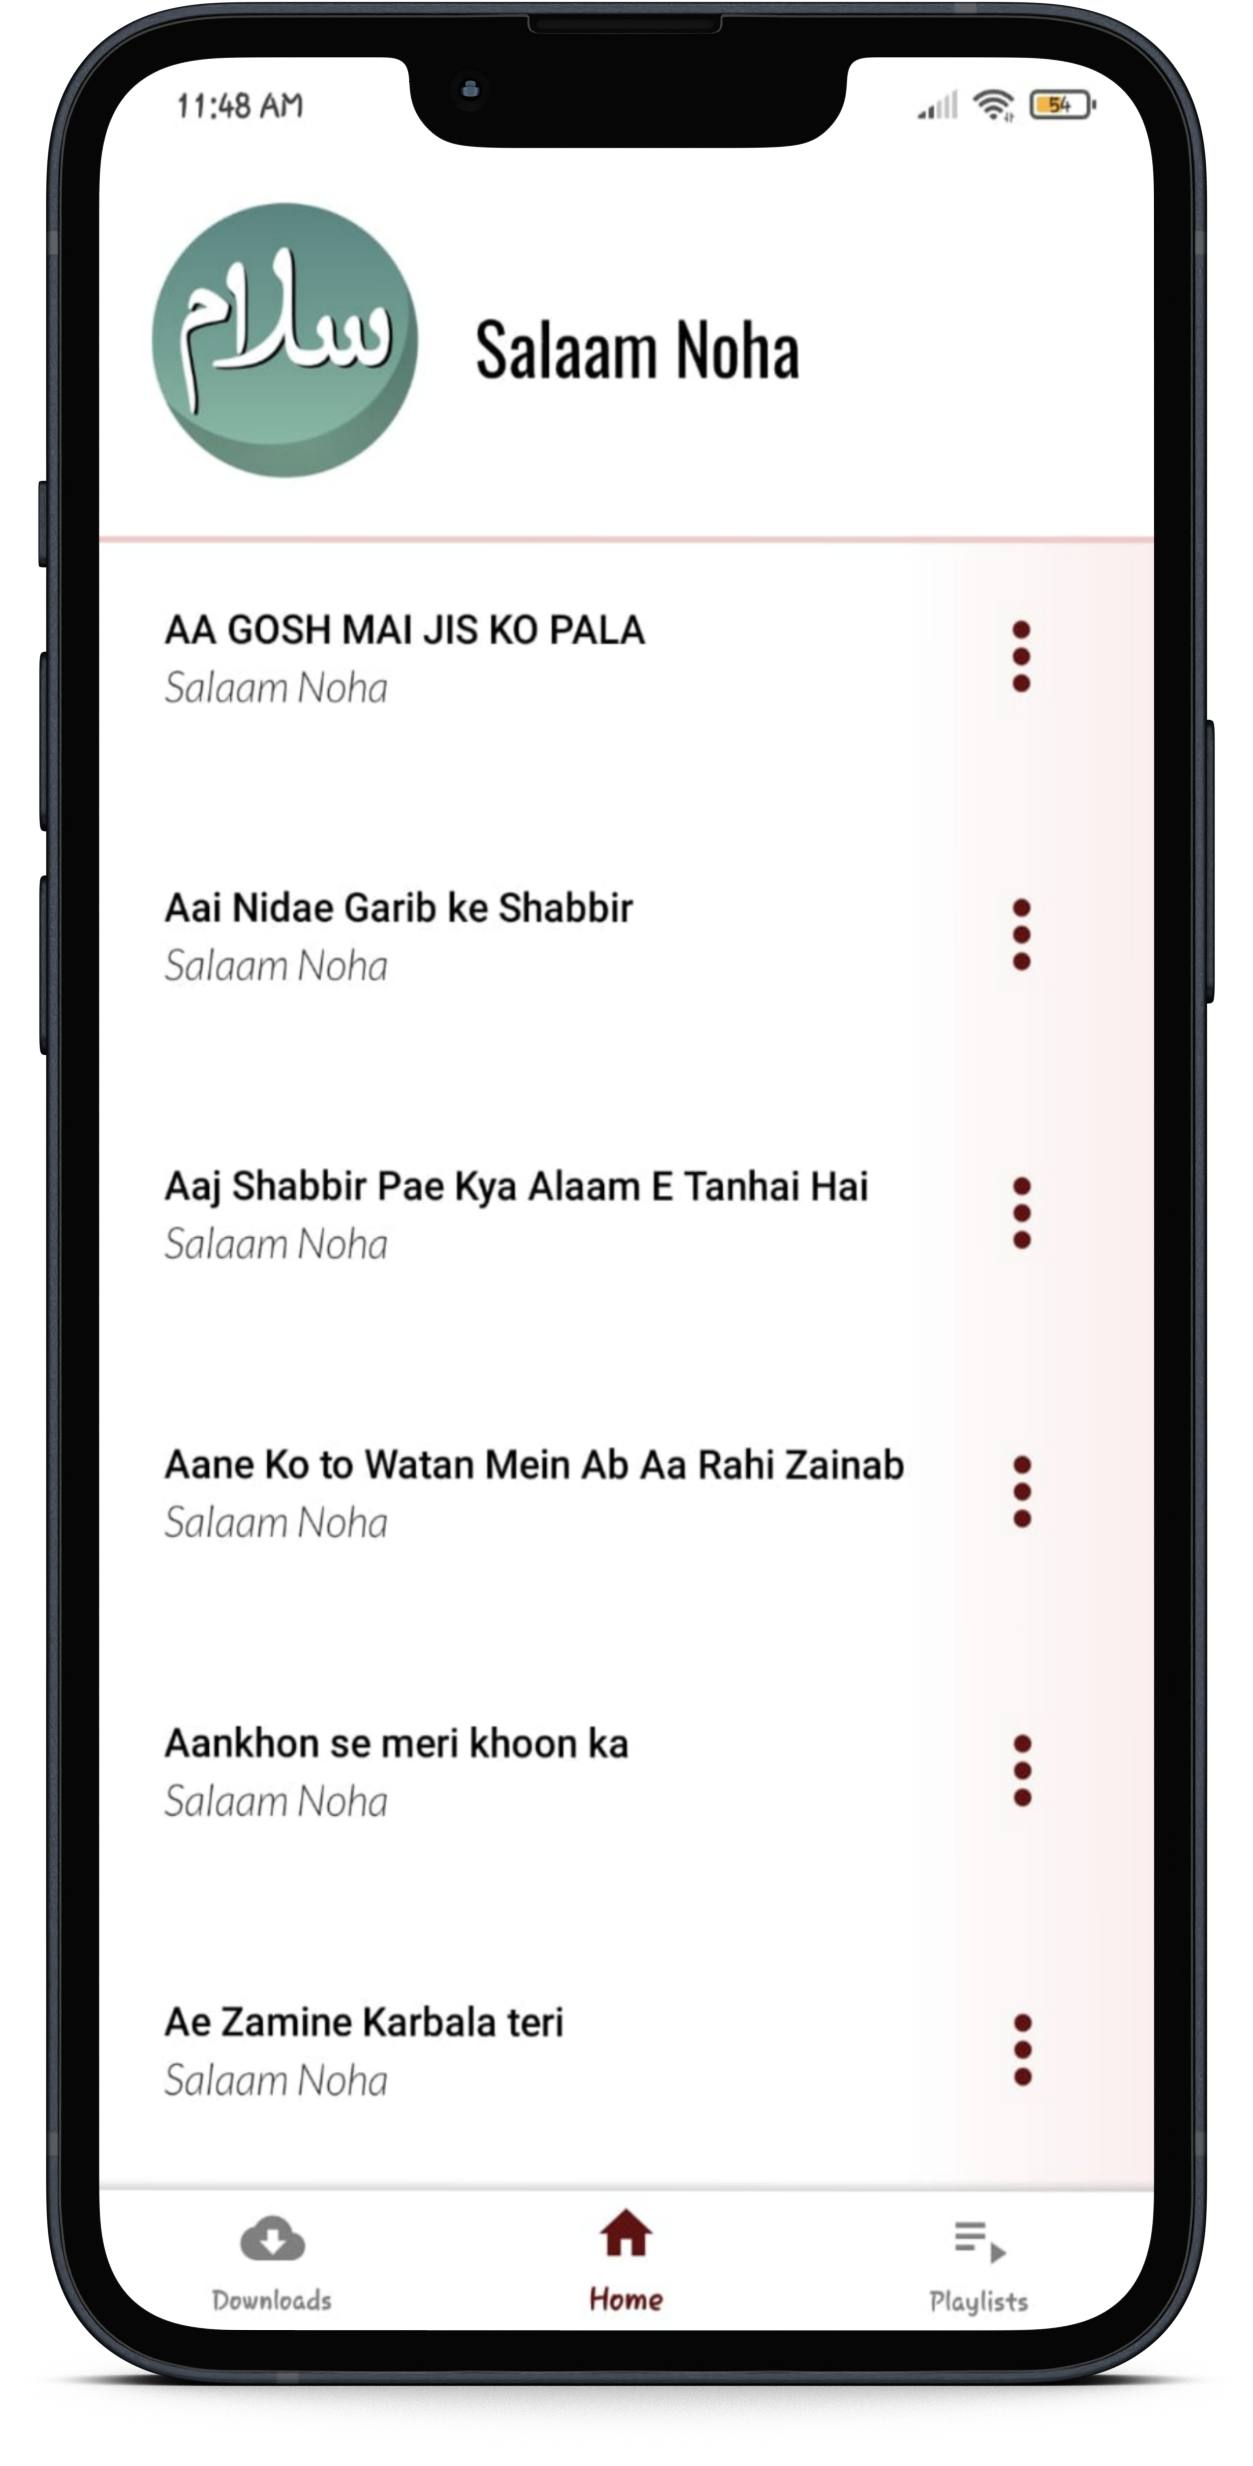 11:48 AM
54
سلام
Salaam Noha
AA GOSH MAI JIS KO PALA
Salaam Noha
Aai Nidae Garib ke Shabbir
Salaam Noha
Aaj Shabbir Pae Kya Alaam E Tanhai Hai
Salaam Noha
Aane Ko to Watan Mein Ab Aa Rahi Zainab
Salaam Noha
Aankhon se meri khoon ka
Salaam Noha
Ae Zamine Karbala teri
Salaam Noha
Downloads
Home
Playlists